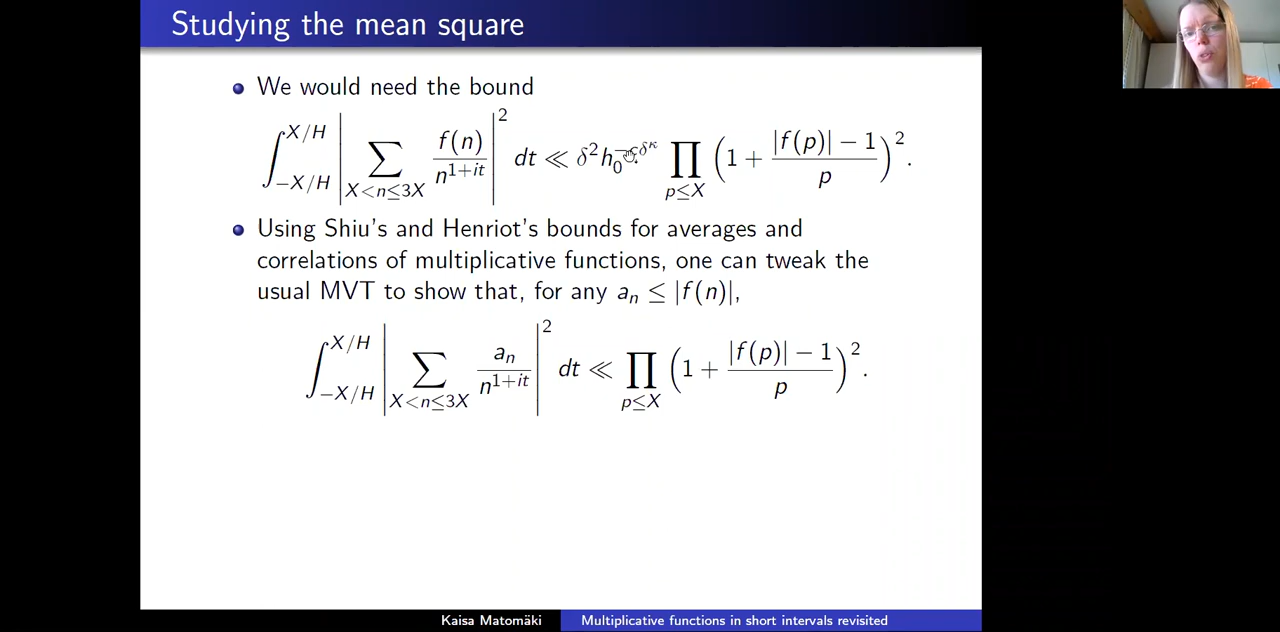 Studying the mean square
We would need the bound
∫_{-X/H}^{X/H} |∑_{X<n≤3X} f(n)/n^{1+it}|^2 dt ≪ δ^2 h_0^{-δ^κ} ∏_{p≤X} (1 + (|f(p)| − 1)/p)^2.
Using Shiu's and Henriot's bounds for averages and
correlations of multiplicative functions, one can tweak the
usual MVT to show that, for any a_n ≤ |f(n)|,
∫_{-X/H}^{X/H} |∑_{X<n≤3X} a_n/n^{1+it}|^2 dt ≪ ∏_{p≤X} (1 + (|f(p)| − 1)/p)^2.
Kaisa Matomäki Multiplicative functions in short intervals revisited